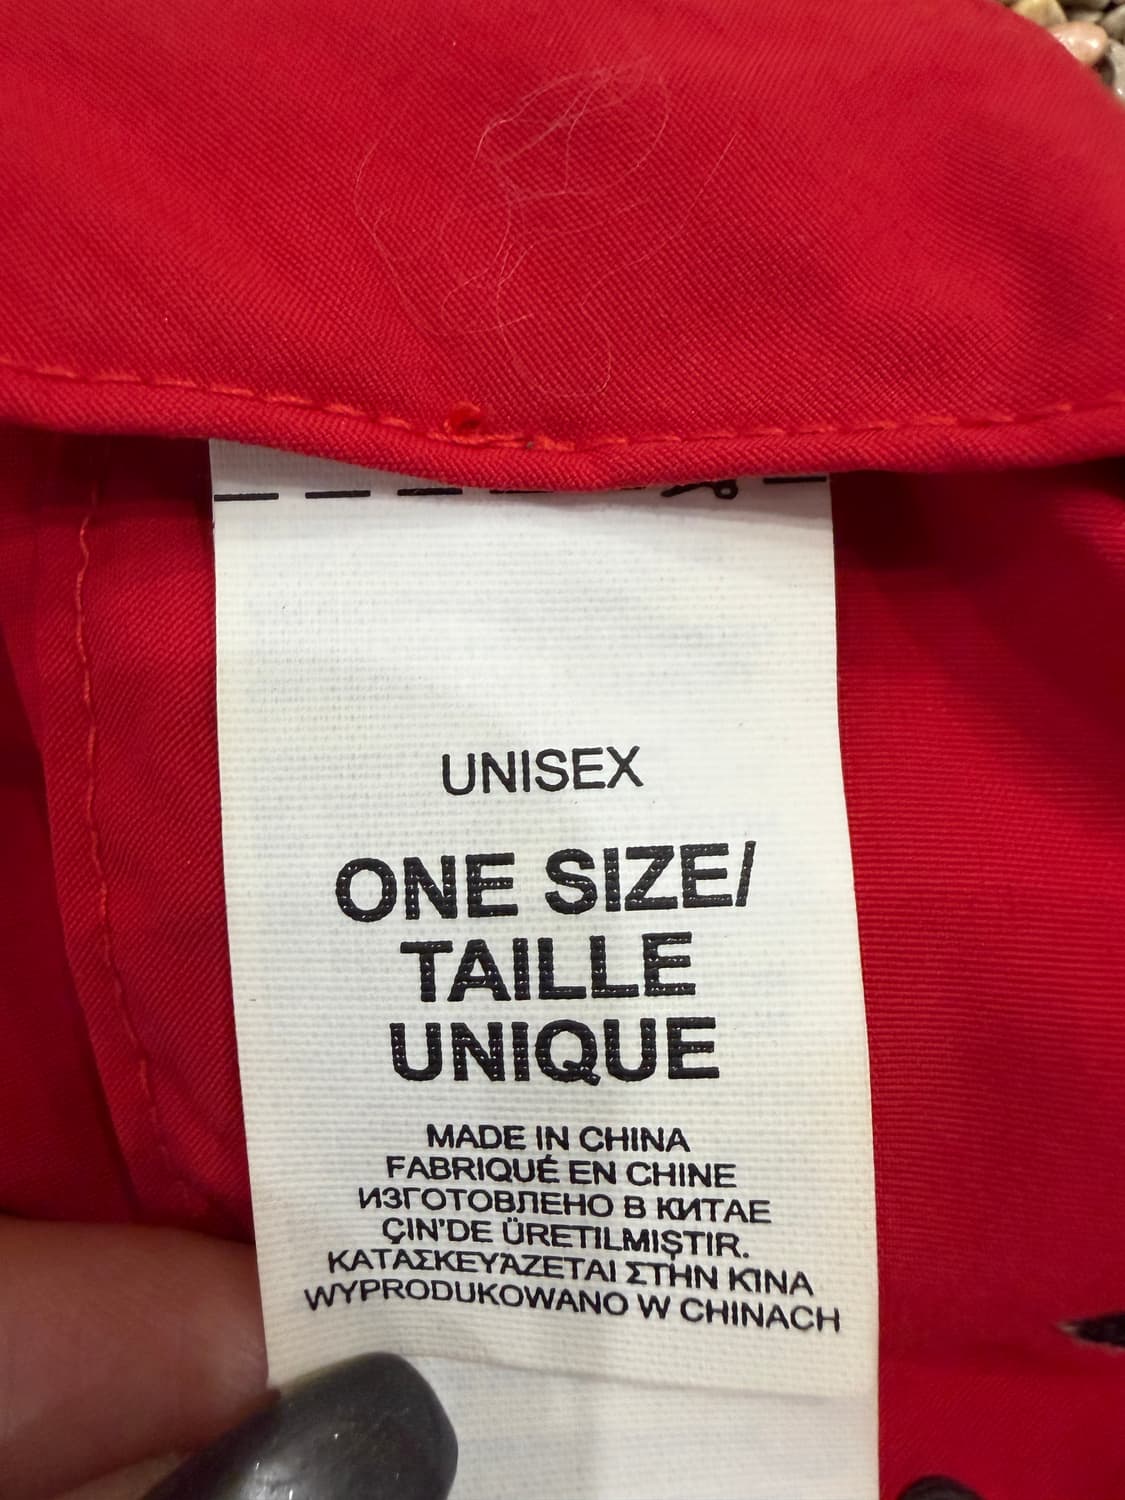 UNISEX
ONE SIZE/
TAILLE
UNIQUE
MADE IN CHINA
FABRIQUÉ EN CHINE
ИЗГОТОВЛЕНО В КИТАЕ
ÇIN'DE ÜRETILMIŞTIR.
ΚΑΤΑΣΚΕΥΆΖΕΤΑΙ ΣΤΗΝ ΚΊΝΑ
WYPRODUKOWANO W CHINACH